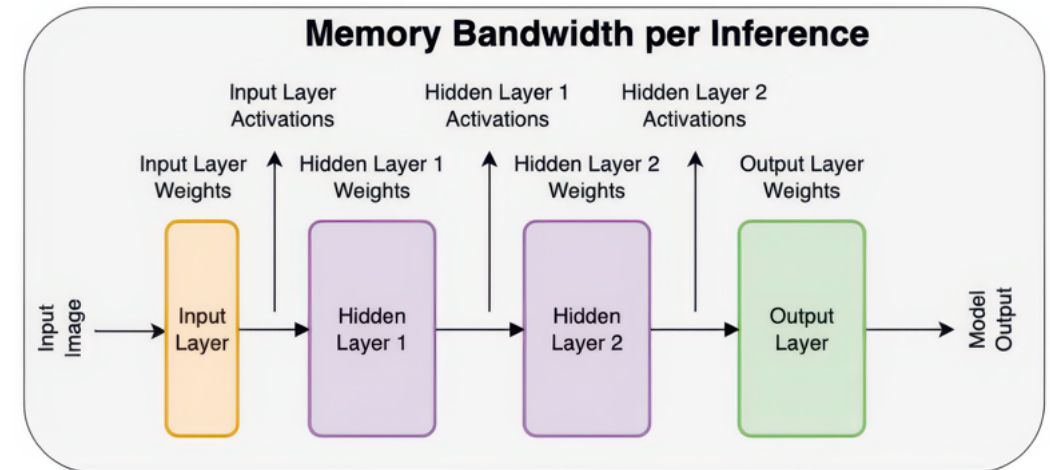 Memory Bandwidth per Inference
Input Layer
Activations
Hidden Layer 1
Activations
Hidden Layer 2
Activations
Input Layer
Weights
Hidden Layer 1
Weights
Hidden Layer 2
Weights
Output Layer
Weights
Input
Image
Input
Layer
Hidden
Layer 1
Hidden
Layer 2
Output
Layer
Model
Output